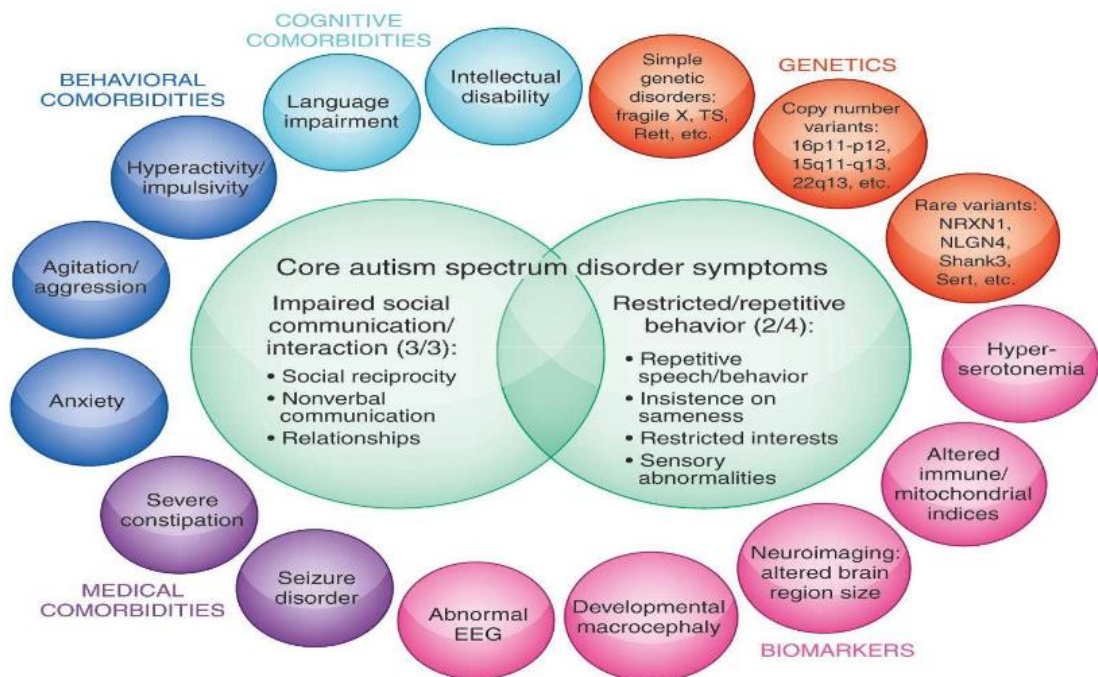 COGNITIVE
COMORBIDITIES
BEHAVIORAL
COMORBIDITIES
GENETICS
Language
impairment
Intellectual
disability
Simple
genetic
disorders:
fragile X, TS,
Rett, etc.
Copy number
variants:
16p11-p12,
15q11-q13,
22q13, etc.
Rare variants:
NRXN1,
NLGN4,
Shank3,
Sert, etc.
Hyperactivity/
impulsivity
Agitation/
aggression
Anxiety
Core autism spectrum disorder symptoms
Impaired social
communication/
interaction (3/3):
• Social reciprocity
• Nonverbal
communication
• Relationships
Restricted/repetitive
behavior (2/4):
• Repetitive
speech/behavior
• Insistence on
sameness
• Restricted interests
• Sensory
abnormalities
Hyper-
serotonemia
Altered
immune/
mitochondrial
indices
Neuroimaging:
altered brain
region size
Developmental
macrocephaly
Abnormal
EEG
Seizure
disorder
Severe
constipation
MEDICAL
COMORBIDITIES
BIOMARKERS